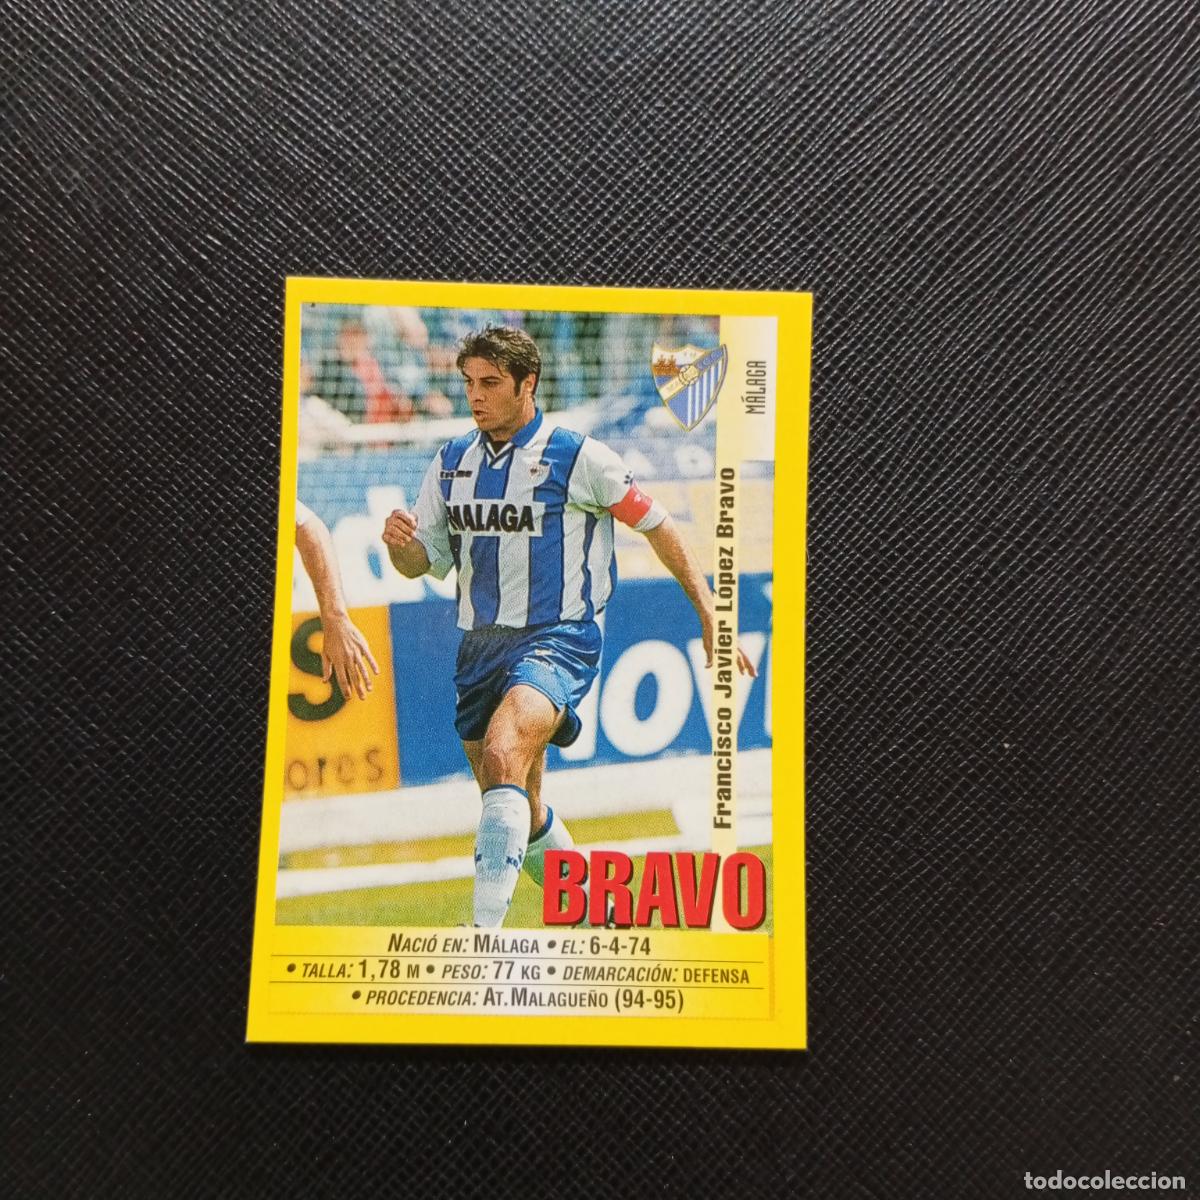 MÁLAGA
Francisco Javier López Bravo
MALAGA
ores
BRAVO
NACIÓ EN: MÁLAGA • EL: 6-4-74
• TALLA: 1,78 M • PESO: 77 KG • DEMARCACIÓN: DEFENSA
• PROCEDENCIA: AT. MALAGUEÑO (94-95)
todocoleccion